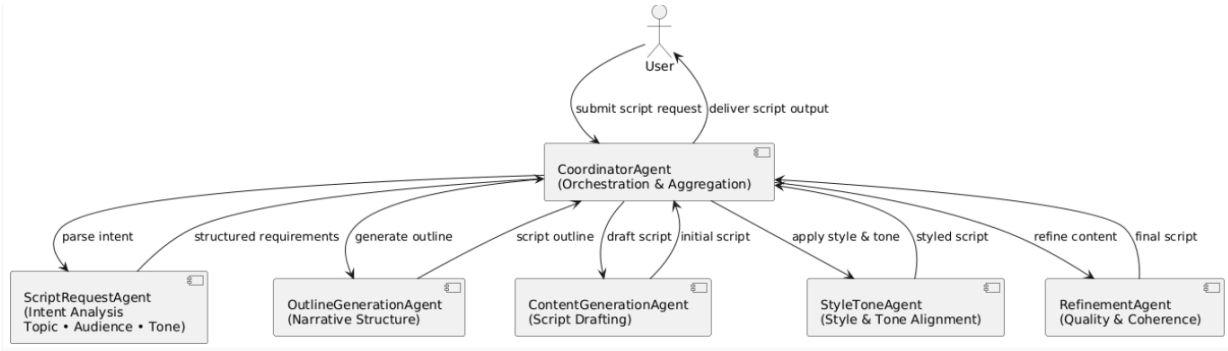 User
submit script request
deliver script output
CoordinatorAgent
(Orchestration & Aggregation)
parse intent
structured requirements
generate outline
script outline
draft script
initial script
apply style & tone
styled script
refine content
final script
ScriptRequestAgent
(Intent Analysis
Topic • Audience • Tone)
OutlineGenerationAgent
(Narrative Structure)
ContentGenerationAgent
(Script Drafting)
StyleToneAgent
(Style & Tone Alignment)
RefinementAgent
(Quality & Coherence)